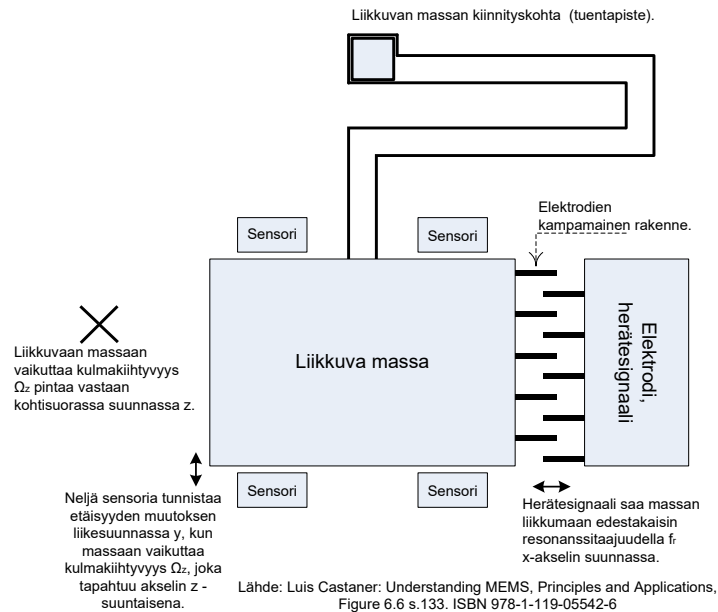 Liikkuvan massan kiinnityskohta (tuentapiste).
Elektrodien
kampamainen rakenne.
Sensori
Sensori
Liikkuva massa
Elektrodi,
herätesignaali
Liikkuvaan massaan
vaikuttaa kulmakiihtyvyys
Ωz pintaa vastaan
kohtisuorassa suunnassa z.
Sensori
Sensori
Neljä sensoria tunnistaa
etäisyyden muutoksen
liikesuunnassa y, kun
massaan vaikuttaa
kulmakiihtyvyys Ωz, joka
tapahtuu akselin z -
suuntaisena.
Herätesignaali saa massan
liikkumaan edestakaisin
resonanssitaajuudella fr
x-akselin suunnassa.
Lähde: Luis Castaner: Understanding MEMS, Principles and Applications,
Figure 6.6 s.133. ISBN 978-1-119-05542-6